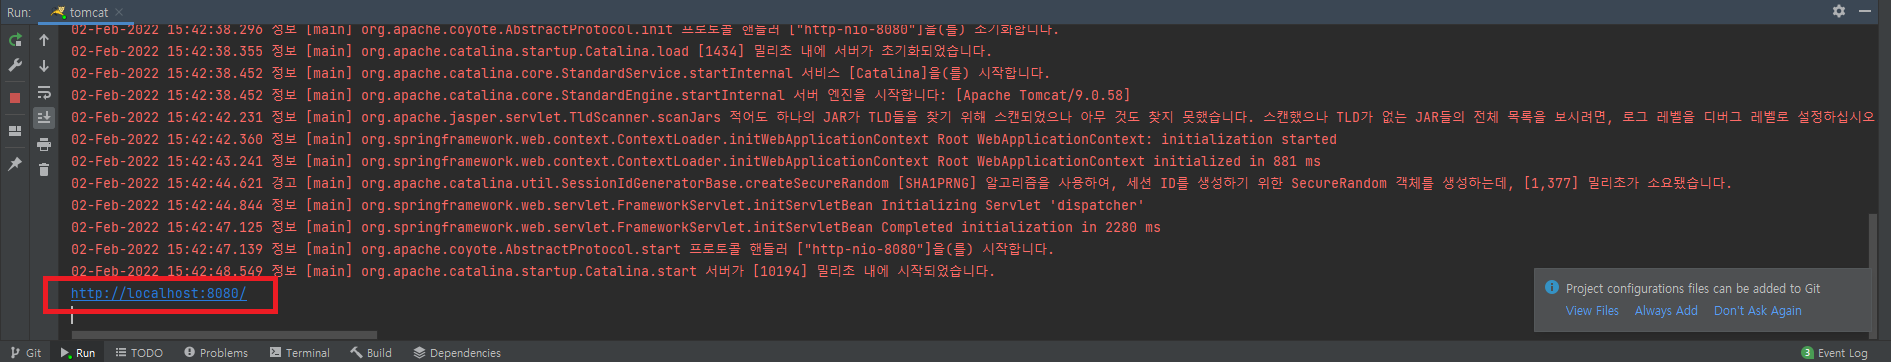 Run: tomcat
02-Feb-2022 15:42:38.296 정보 [main] org.apache.coyote.AbstractProtocol.init 프로토콜 핸들러 ["http-nio-8080"]을(를) 초기화합니다.
02-Feb-2022 15:42:38.355 정보 [main] org.apache.catalina.startup.Catalina.load [1434] 밀리초 내에 서버가 초기화되었습니다.
02-Feb-2022 15:42:38.452 정보 [main] org.apache.catalina.core.StandardService.startInternal 서비스 [Catalina]을(를) 시작합니다.
02-Feb-2022 15:42:38.452 정보 [main] org.apache.catalina.core.StandardEngine.startInternal 서버 엔진을 시작합니다: [Apache Tomcat/9.0.58]
02-Feb-2022 15:42:42.231 정보 [main] org.apache.jasper.servlet.TldScanner.scanJars 적어도 하나의 JAR가 TLD들을 찾기 위해 스캔되었으나 아무 것도 찾지 못했습니다. 스캔했으나 TLD가 없는 JAR들의 전체 목록을 보시려면, 로그 레벨을 디버그 레벨로 설정하십시오
02-Feb-2022 15:42:42.360 정보 [main] org.springframework.web.context.ContextLoader.initWebApplicationContext Root WebApplicationContext: initialization started
02-Feb-2022 15:42:43.241 정보 [main] org.springframework.web.context.ContextLoader.initWebApplicationContext Root WebApplicationContext initialized in 881 ms
02-Feb-2022 15:42:44.621 경고 [main] org.apache.catalina.util.SessionIdGeneratorBase.createSecureRandom [SHA1PRNG] 알고리즘을 사용하여, 세션 ID를 생성하기 위한 SecureRandom 객체를 생성하는데, [1,377] 밀리초가 소요됐습니다.
02-Feb-2022 15:42:44.844 정보 [main] org.springframework.web.servlet.FrameworkServlet.initServletBean Initializing Servlet 'dispatcher'
02-Feb-2022 15:42:47.125 정보 [main] org.springframework.web.servlet.FrameworkServlet.initServletBean Completed initialization in 2280 ms
02-Feb-2022 15:42:47.139 정보 [main] org.apache.coyote.AbstractProtocol.start 프로토콜 핸들러 ["http-nio-8080"]을(를) 시작합니다.
02-Feb-2022 15:42:48.549 정보 [main] org.apache.catalina.startup.Catalina.start 서버가 [10194] 밀리초 내에 시작되었습니다.
http://localhost:8080/
Project configurations files can be added to Git
View Files Always Add Don't Ask Again
Git Run TODO Problems Terminal Build Dependencies 3 Event Log